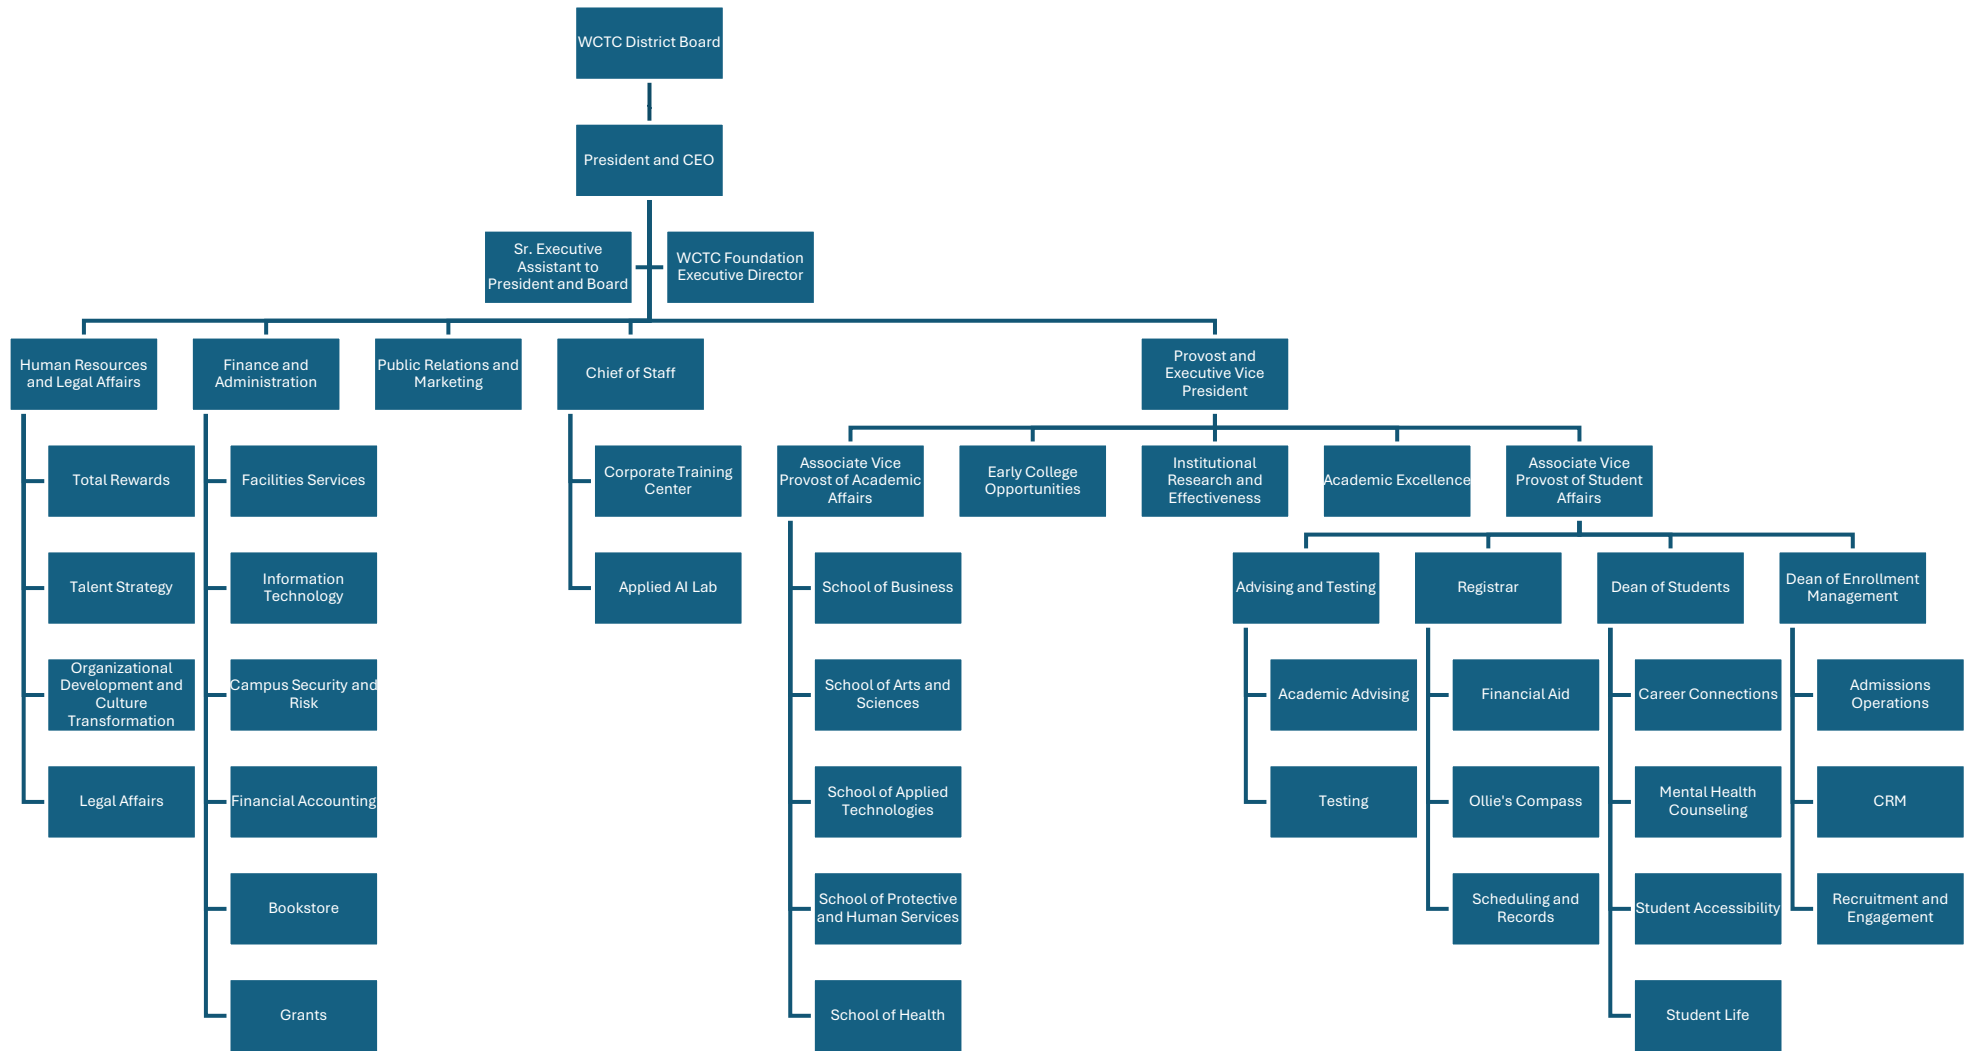 WCTC District Board
President and CEO
Sr. Executive
Assistant to
President and Board
WCTC Foundation
Executive Director
Human Resources
and Legal Affairs
Finance and
Administration
Public Relations and
Marketing
Chief of Staff
Provost and
Executive Vice
President
Total Rewards
Talent Strategy
Organizational
Development and
Culture
Transformation
Legal Affairs
Facilities Services
Information
Technology
Campus Security and
Risk
Financial Accounting
Bookstore
Grants
Corporate Training
Center
Applied AI Lab
Associate Vice
Provost of Academic
Affairs
Early College
Opportunities
Institutional
Research and
Effectiveness
Academic Excellence
Associate Vice
Provost of Student
Affairs
School of Business
School of Arts and
Sciences
School of Applied
Technologies
School of Protective
and Human Services
School of Health
Advising and Testing
Registrar
Dean of Students
Dean of Enrollment
Management
Academic Advising
Testing
Financial Aid
Ollie's Compass
Scheduling and
Records
Career Connections
Mental Health
Counseling
Student Accessibility
Student Life
Admissions
Operations
CRM
Recruitment and
Engagement